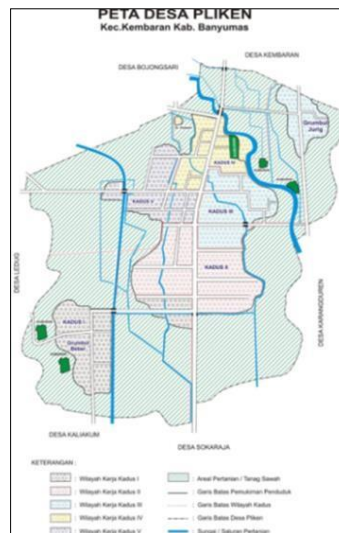 PETA DESA PLIKEN
Kec.Kembaran Kab. Banyumas
DESA KEMBARAN
DESA BOJONGSARI
Grumbul
Jurig
KADUS IV
KADUS V
KADUS III
KADUS II
DESA LEDUG
DESA KARANGDUREN
KADUS I
Grumbul
DESA KALIAKUM
DESA SOKARAJA
KETERANGAN :
: Wilayah Kerja Kadus I
: Wilayah Kerja Kadus II
: Wilayah Kerja Kadus III
: Wilayah Kerja Kadus IV
: Wilayah Kerja Kadus V
: Areal Pertanian / Tanag Sawah
: Garis Batas Pemukiman Penduduk
: Garis Batas Wilayah Kadus
: Garis Batas Desa Pliken
: Sungai / Saluran Pertanian